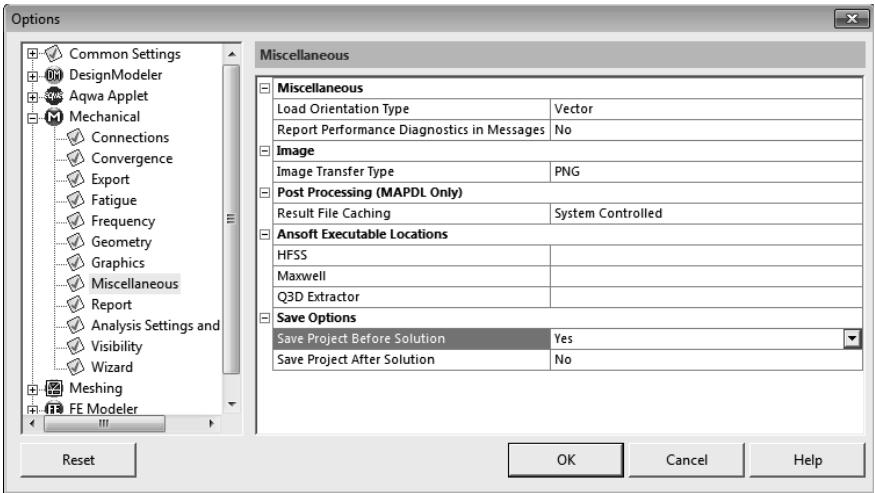 Options
Common Settings
DesignModeler
Aqwa Applet
Mechanical
Connections
Convergence
Export
Fatigue
Frequency
Geometry
Graphics
Miscellaneous
Report
Analysis Settings and
Visibility
Wizard
Meshing
FE Modeler
Miscellaneous
Miscellaneous
Load Orientation Type Vector
Report Performance Diagnostics in Messages No
Image
Image Transfer Type PNG
Post Processing (MAPDL Only)
Result File Caching System Controlled
Ansoft Executable Locations
HFSS
Maxwell
Q3D Extractor
Save Options
Save Project Before Solution Yes
Save Project After Solution No
Reset OK Cancel Help